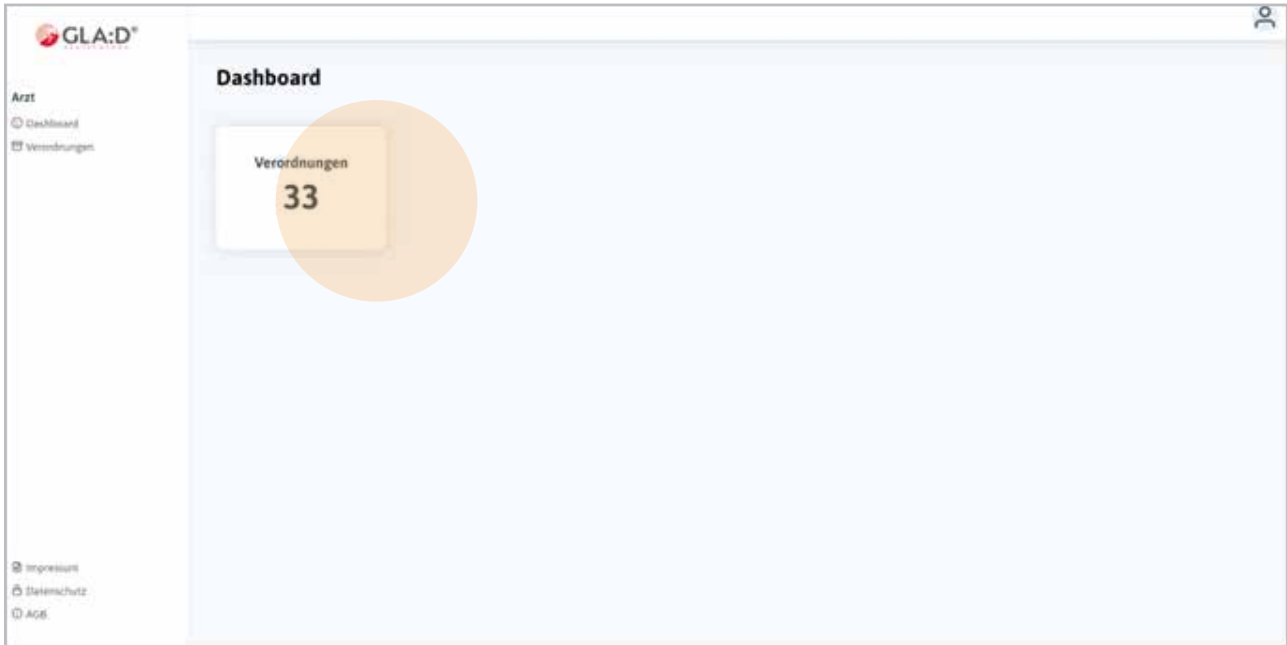 GLA:D®
Arzt
Dashboard
Verordnungen
Impressum
Datenschutz
AGB
Dashboard
Verordnungen
33